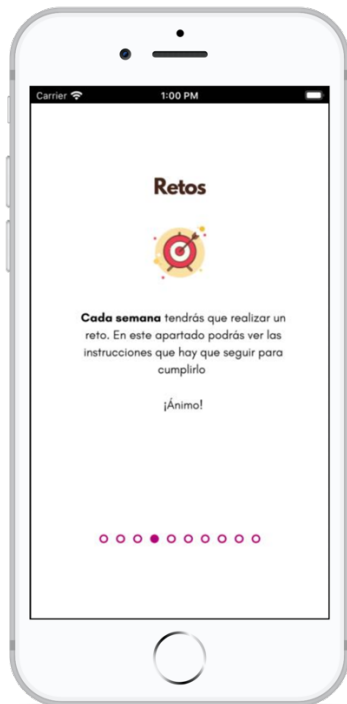 Carrier 1:00 PM
Retos
Cada semana tendrás que realizar un
reto. En este apartado podrás ver las
instrucciones que hay que seguir para
cumplirlo
¡Ánimo!